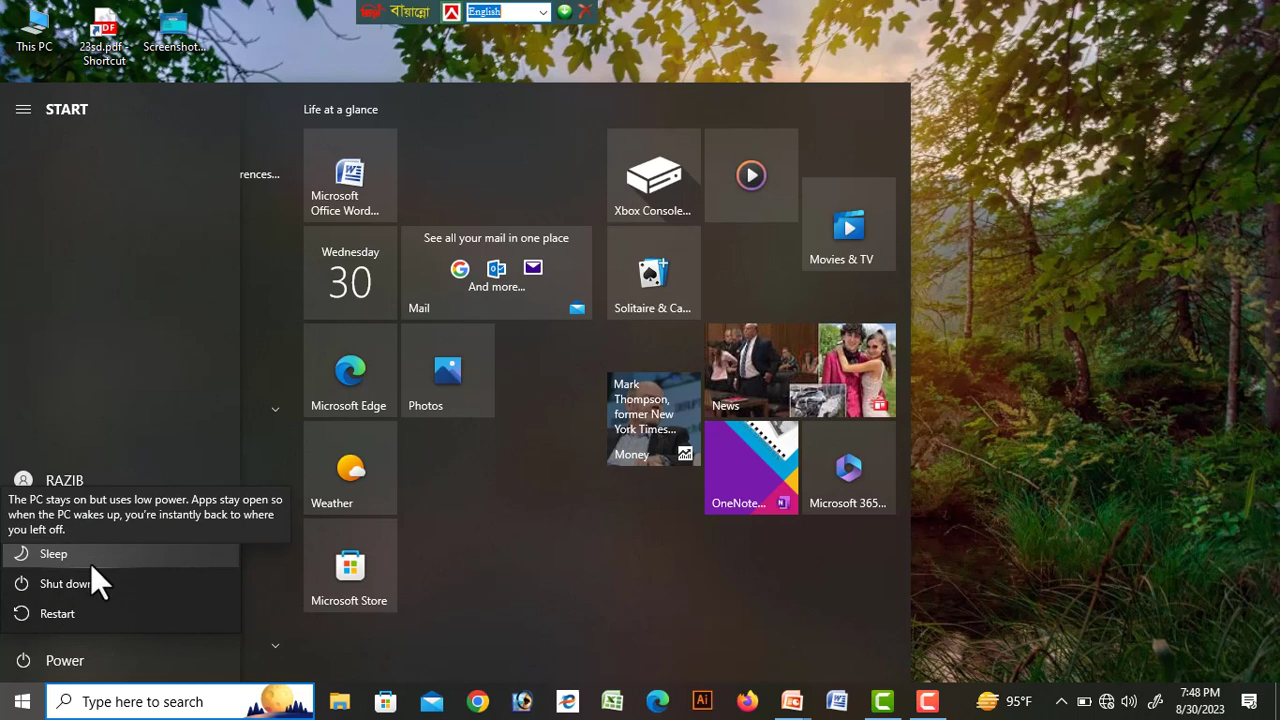 This PC
23sd.pdf -
Shortcut
Screenshot...
বায়ান্নো
English
START
Life at a glance
rences...
Microsoft
Office Word...
Xbox Console...
Movies & TV
Wednesday
30
See all your mail in one place
And more...
Mail
Solitaire & Ca...
Microsoft Edge
Photos
Mark
Thompson,
former New
York Times...
Money
News
Weather
OneNote...
Microsoft 365...
Microsoft Store
RAZIB
The PC stays on but uses low power. Apps stay open so
when the PC wakes up, you're instantly back to where
you left off.
Sleep
Shut down
Restart
Power
Type here to search
95°F
7:48 PM
8/30/2023